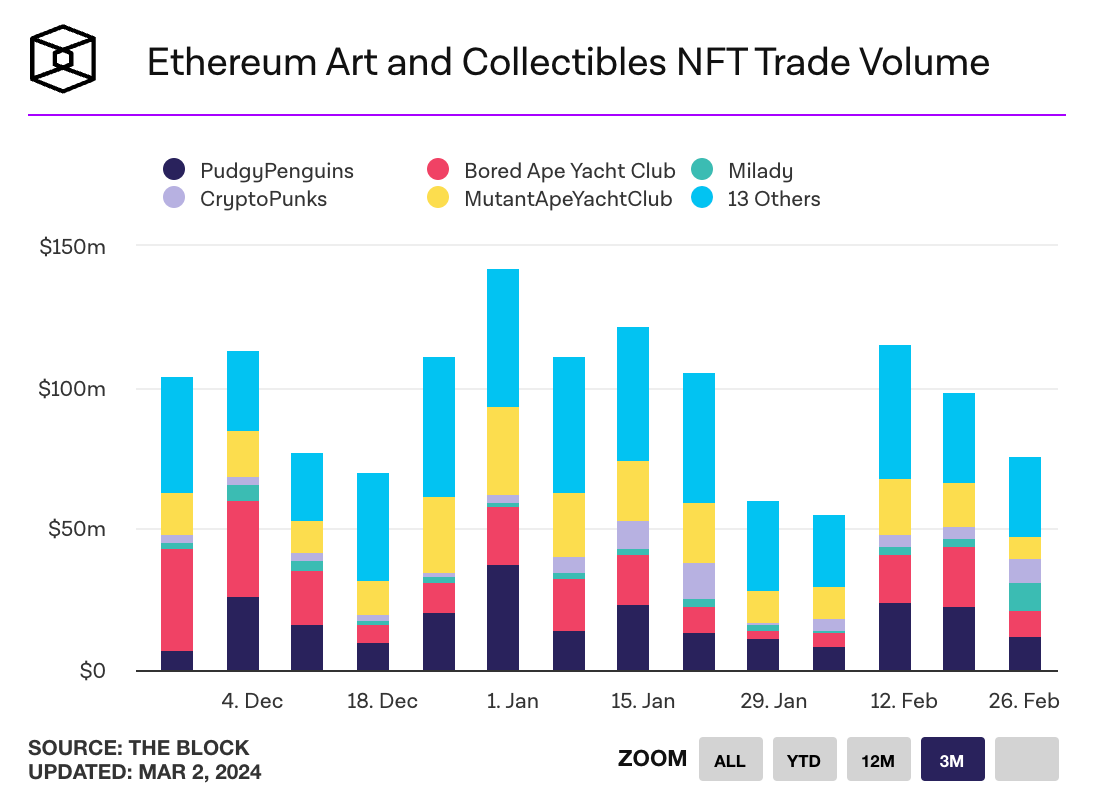 Ethereum Art and Collectibles NFT Trade Volume
PudgyPenguins
Bored Ape Yacht Club
Milady
CryptoPunks
MutantApeYachtClub
13 Others
$150m
$100m
$50m
$0
4. Dec
18. Dec
1. Jan
15. Jan
29. Jan
12. Feb
26. Feb
SOURCE: THE BLOCK
UPDATED: MAR 2, 2024
ZOOM
ALL
YTD
12M
3M